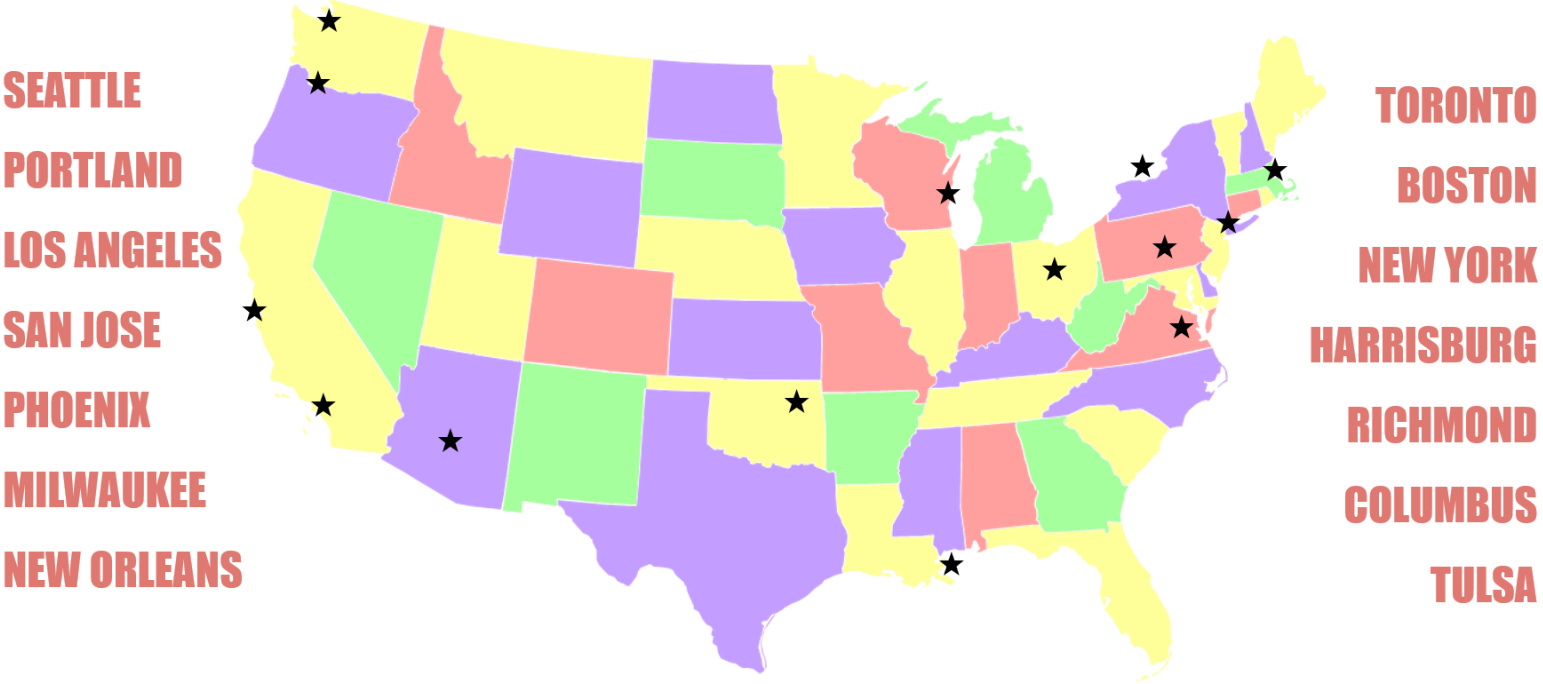 SEATTLE
PORTLAND
LOS ANGELES
SAN JOSE
PHOENIX
MILWAUKEE
NEW ORLEANS
TORONTO
BOSTON
NEW YORK
HARRISBURG
RICHMOND
COLUMBUS
TULSA